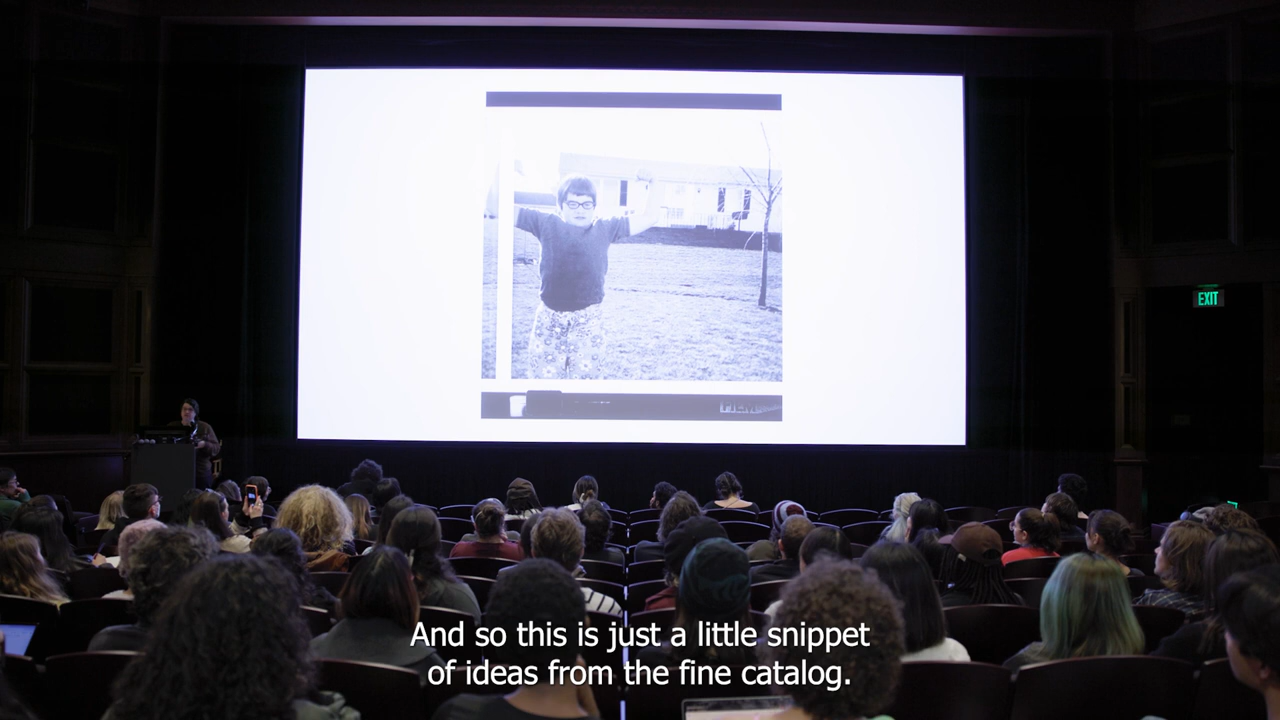 EXIT
And so this is just a little snippet
of ideas from the fine catalog.